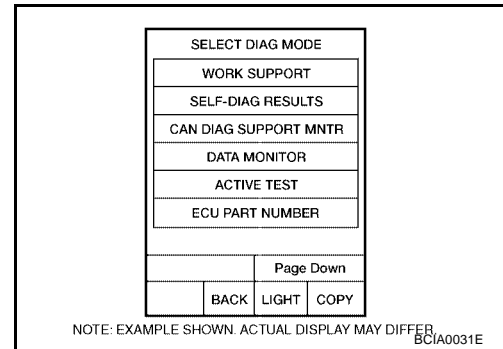 SELECT DIAG MODE
WORK SUPPORT
SELF-DIAG RESULTS
CAN DIAG SUPPORT MNTR
DATA MONITOR
ACTIVE TEST
ECU PART NUMBER
Page Down
BACK LIGHT COPY
NOTE: EXAMPLE SHOWN. ACTUAL DISPLAY MAY DIFFER.
BCIA0031E